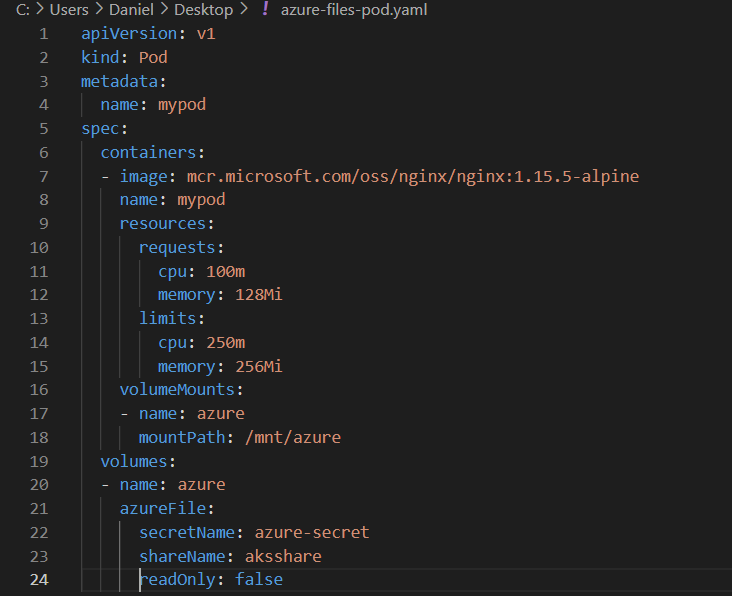 C: > Users > Daniel > Desktop > ! azure-files-pod.yaml
1 apiVersion: v1
2 kind: Pod
3 metadata:
4   name: mypod
5 spec:
6   containers:
7   - image: mcr.microsoft.com/oss/nginx/nginx:1.15.5-alpine
8     name: mypod
9     resources:
10       requests:
11         cpu: 100m
12         memory: 128Mi
13       limits:
14         cpu: 250m
15         memory: 256Mi
16     volumeMounts:
17     - name: azure
18       mountPath: /mnt/azure
19   volumes:
20   - name: azure
21     azureFile:
22       secretName: azure-secret
23       shareName: aksshare
24       readOnly: false